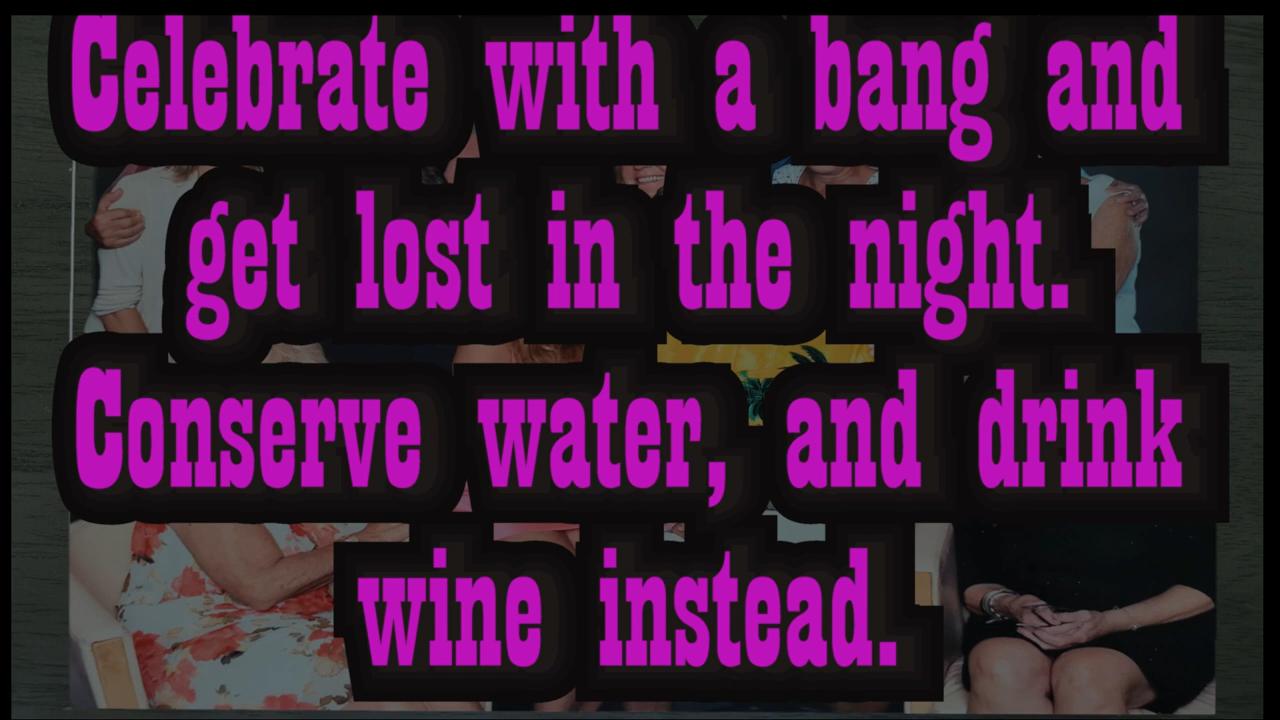 Celebrate with a bang and
get lost in the night.
Conserve water, and drink
wine instead.